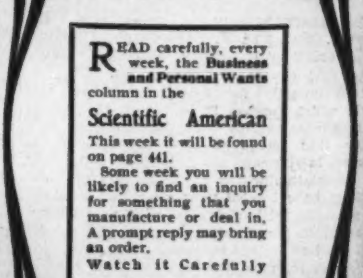 READ carefully, every
week, the Business
and Personal Wants
column in the
Scientific American
This week it will be found
on page 441.
Some week you will be
likely to find an inquiry
for something that you
manufacture or deal in.
A prompt reply may bring
an order.
Watch it Carefully